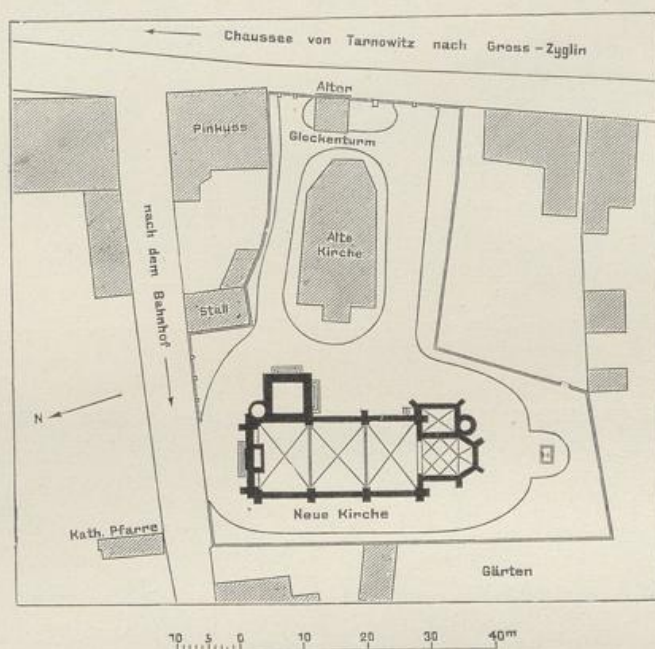 Chaussee von Tarnowitz nach Gross-Zyglin
Alter
Pinkuss
Glockenturm
nach dem Bahnhof
Alte
Kirche
Stall
N
Neue Kirche
Kath. Pfarre
Gärten
10 5 0 10 20 30 40m